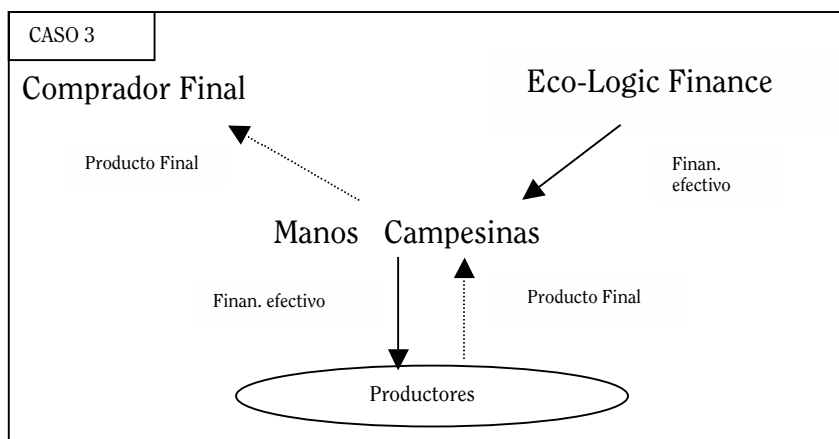 CASO 3
Comprador Final
Eco-Logic Finance
Producto Final
Finan.
efectivo
Manos Campesinas
Finan. efectivo
Producto Final
Productores